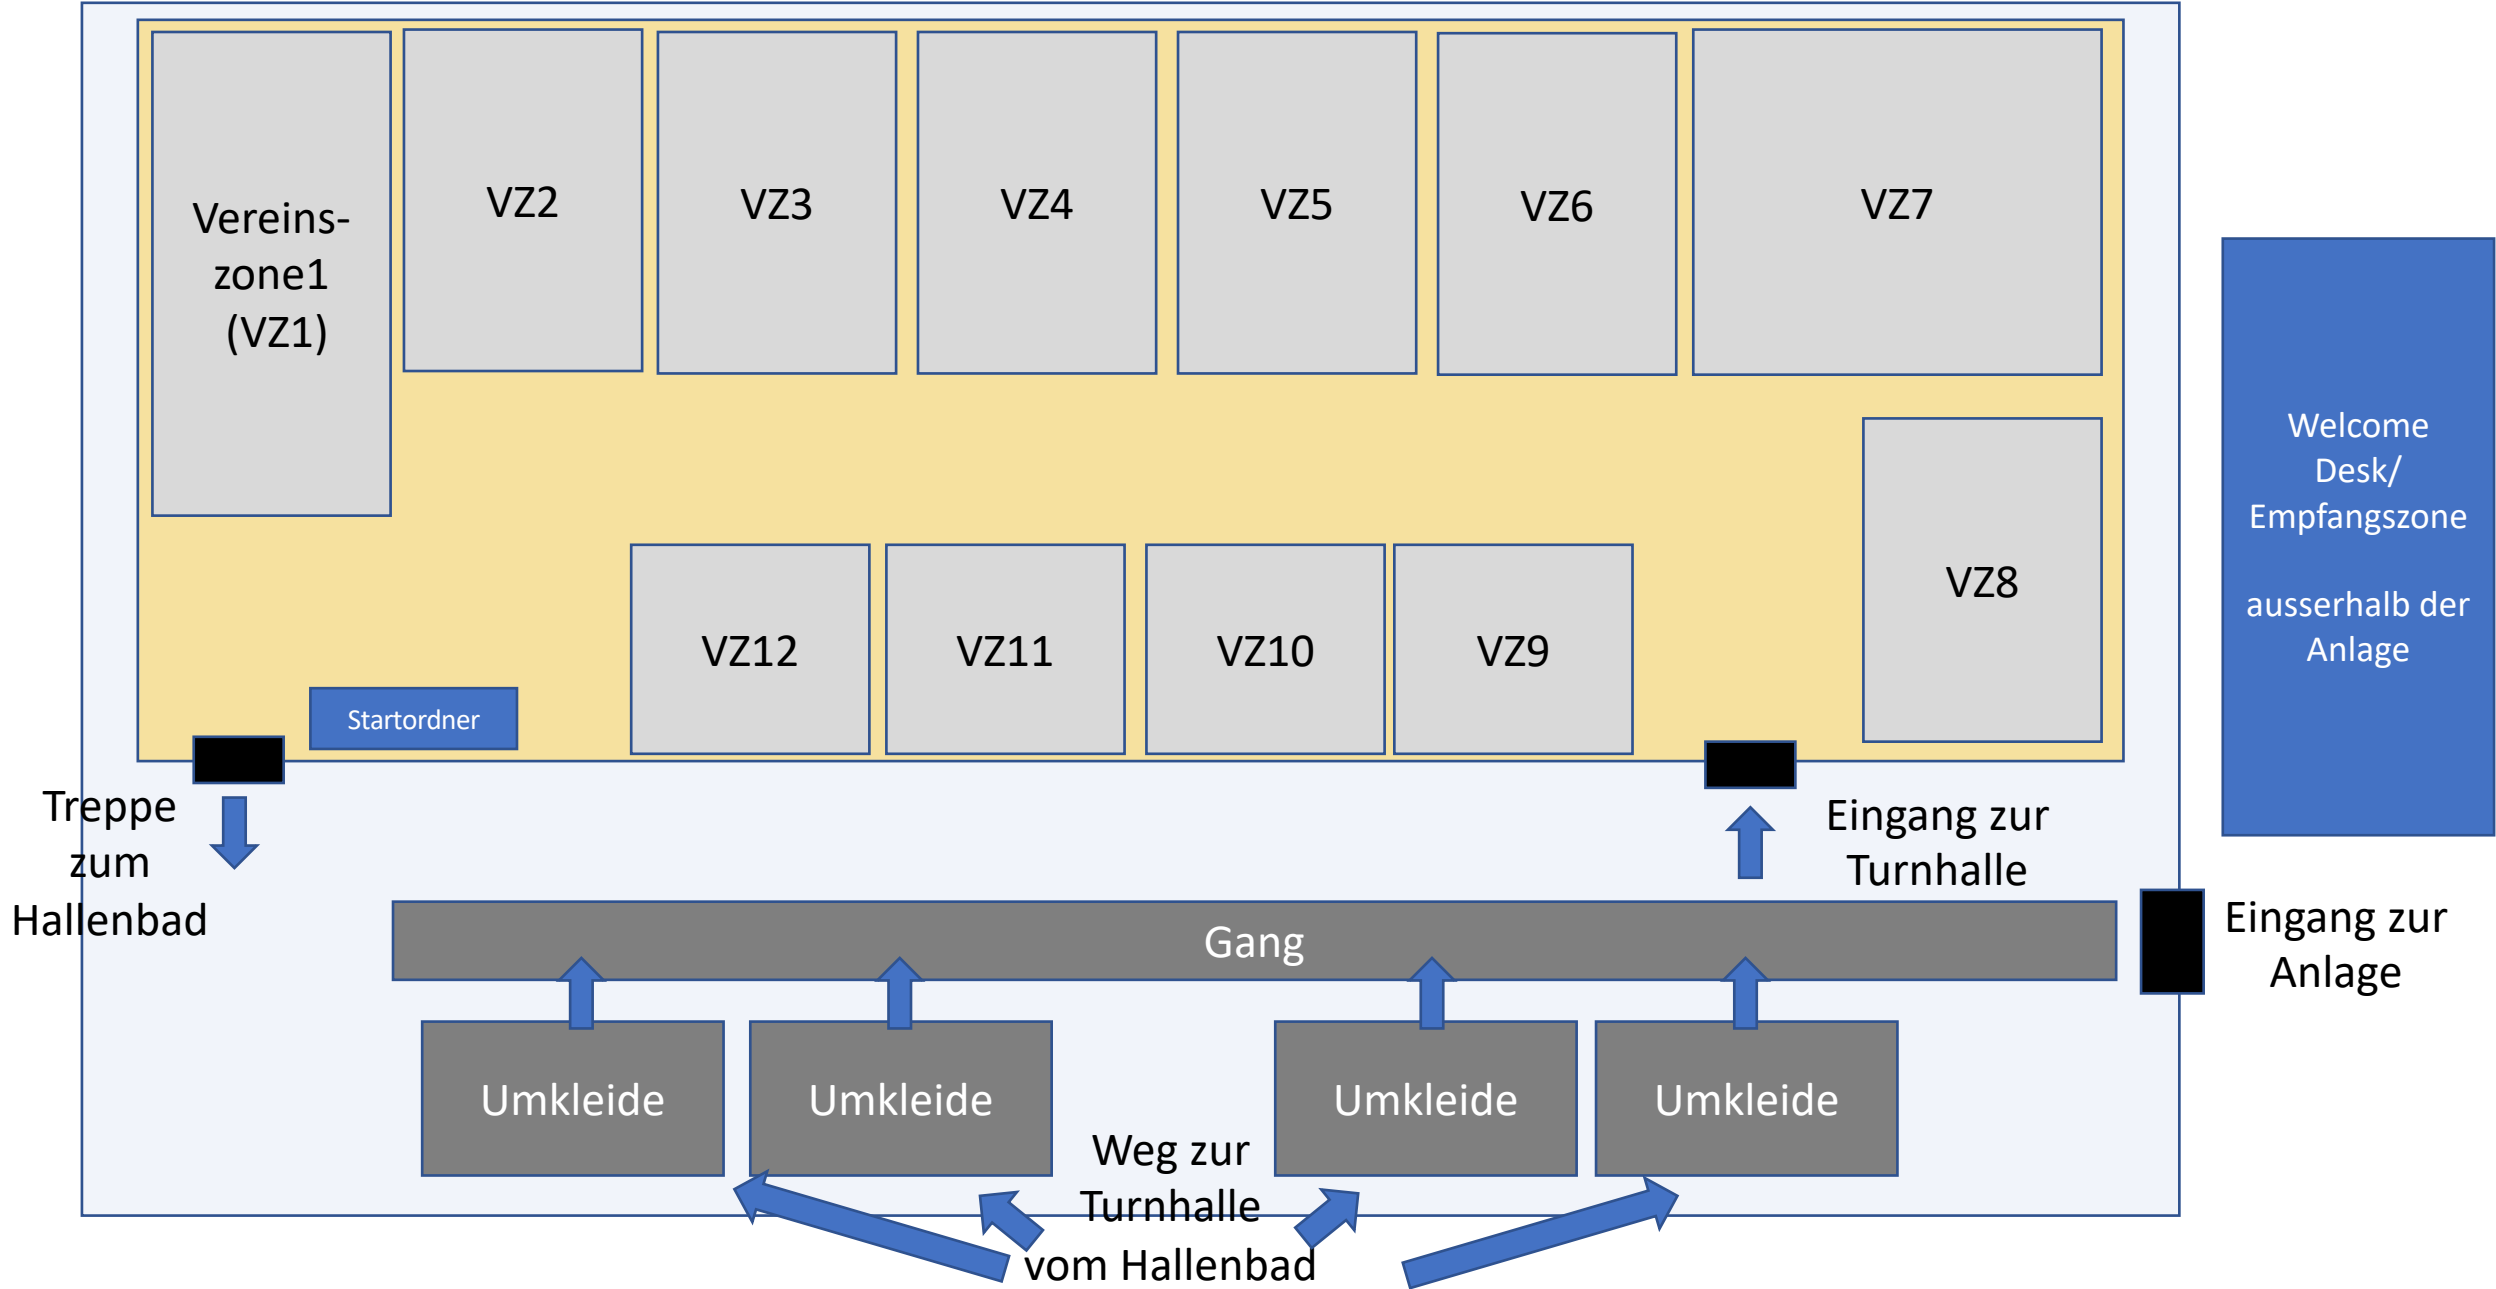 Vereins-
zone1
(VZ1)
VZ2
VZ3
VZ4
VZ5
VZ6
VZ7
Welcome
Desk/
Empfangszone
ausserhalb der
Anlage
VZ8
VZ12
VZ11
VZ10
VZ9
Startordner
Treppe
zum
Hallenbad
Eingang zur
Turnhalle
Gang
Eingang zur
Anlage
Umkleide
Umkleide
Umkleide
Umkleide
Weg zur
Turnhalle
vom Hallenbad